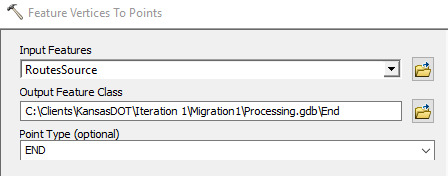 Feature Vertices To Points
Input Features
RoutesSource
Output Feature Class
C:\Clients\KansasDOT\Iteration 1\Migration1\Processing.gdb\End
Point Type (optional)
END